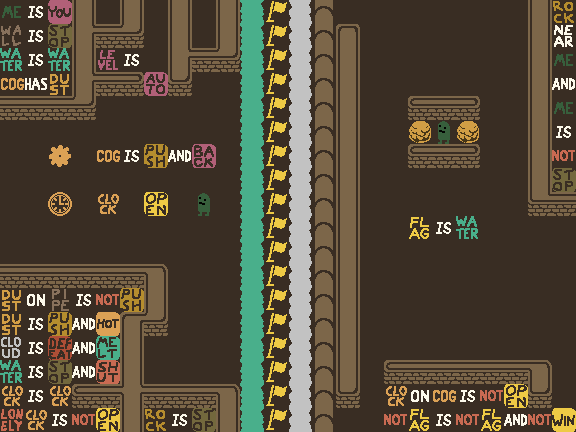 ME IS YOU
WALL IS STOP
WATER IS WATER
COG HAS DUST
LEVEL IS
AUTO
COG IS PUSH AND BACK
CLOCK OPEN
DUST ON PIPE IS NOT PUSH
DUST IS PUSH AND HOT
CLOUD IS DEFEAT AND MELT
WATER IS STOP AND SHUT
CLOCK IS CLOCK
LONELY CLOCK IS NOT OPEN
ROCK IS STOP
ROCK
NEAR
ME
AND
ME
IS
NOT
STOP
FLAG IS WATER
CLOCK ON COG IS NOT OPEN
NOT FLAG IS NOT FLAG AND NOT WIN